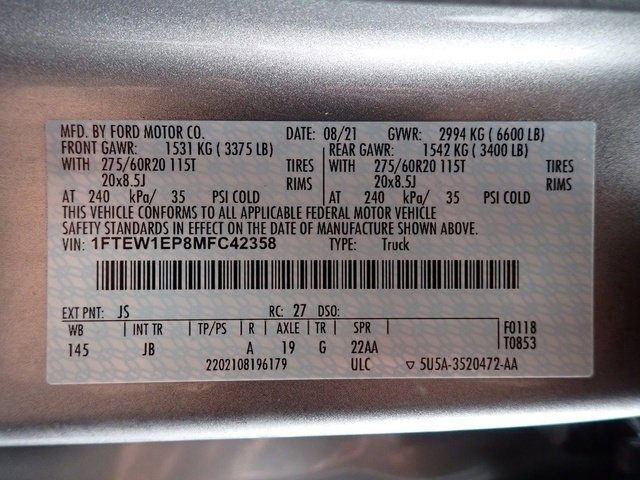 MFD. BY FORD MOTOR CO. DATE: 08/21 GVWR: 2994 KG ( 6600 LB)
FRONT GAWR: 1531 KG ( 3375 LB) REAR GAWR: 1542 KG ( 3400 LB)
WITH 275/60R20 115T TIRES WITH 275/60R20 115T TIRES
20x8.5J RIMS 20x8.5J RIMS
AT 240 kPa/ 35 PSI COLD AT 240 kPa/ 35 PSI COLD
THIS VEHICLE CONFORMS TO ALL APPLICABLE FEDERAL MOTOR VEHICLE
SAFETY STANDARDS IN EFFECT ON THE DATE OF MANUFACTURE SHOWN ABOVE.
VIN: 1FTEW1EP8MFC42358 TYPE: Truck
EXT PNT: JS RC: 27 DSO:
WB INT TR TP/PS R AXLE TR SPR F0118
145 JB A 19 G 22AA T0853
2202108196179 ULC ▽ 5U5A-3520472-AA